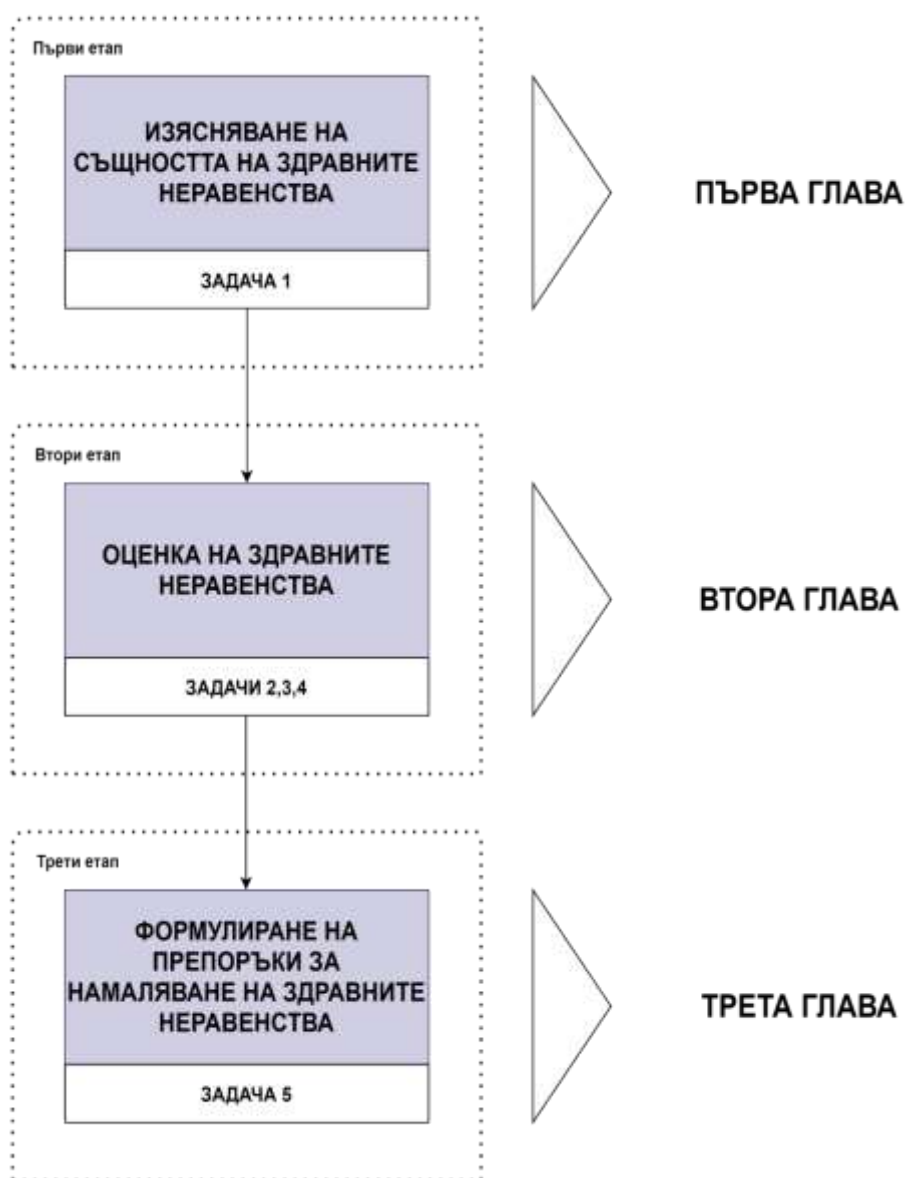 Първи етап
ИЗЯСНЯВАНЕ НА
СЪЩНОСТТА НА ЗДРАВНИТЕ
НЕРАВЕНСТВА
ЗАДАЧА 1
ПЪРВА ГЛАВА
Втори етап
ОЦЕНКА НА ЗДРАВНИТЕ
НЕРАВЕНСТВА
ЗАДАЧИ 2,3,4
ВТОРА ГЛАВА
Трети етап
ФОРМУЛИРАНЕ НА
ПРЕПОРЪКИ ЗА
НАМАЛЯВАНЕ НА ЗДРАВНИТЕ
НЕРАВЕНСТВА
ЗАДАЧА 5
ТРЕТА ГЛАВА